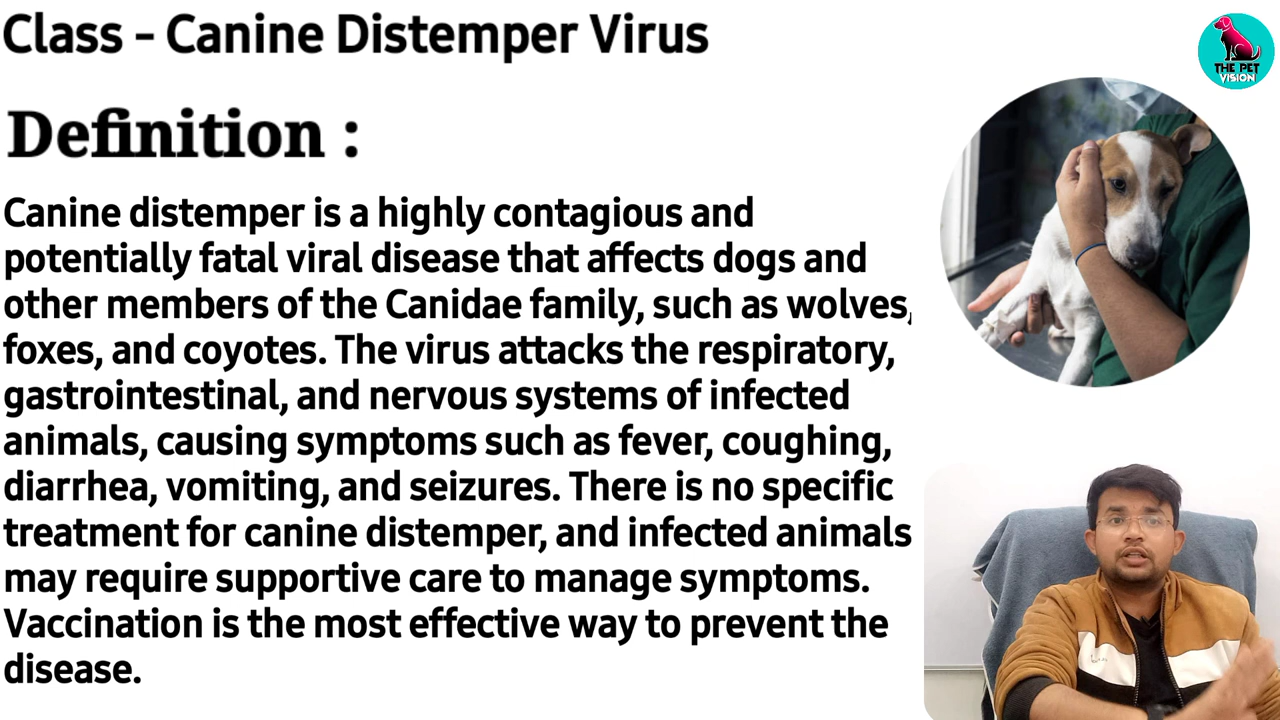 Class - Canine Distemper Virus
THE PET
VISION
Definition :
Canine distemper is a highly contagious and
potentially fatal viral disease that affects dogs and
other members of the Canidae family, such as wolves,
foxes, and coyotes. The virus attacks the respiratory,
gastrointestinal, and nervous systems of infected
animals, causing symptoms such as fever, coughing,
diarrhea, vomiting, and seizures. There is no specific
treatment for canine distemper, and infected animals
may require supportive care to manage symptoms.
Vaccination is the most effective way to prevent the
disease.